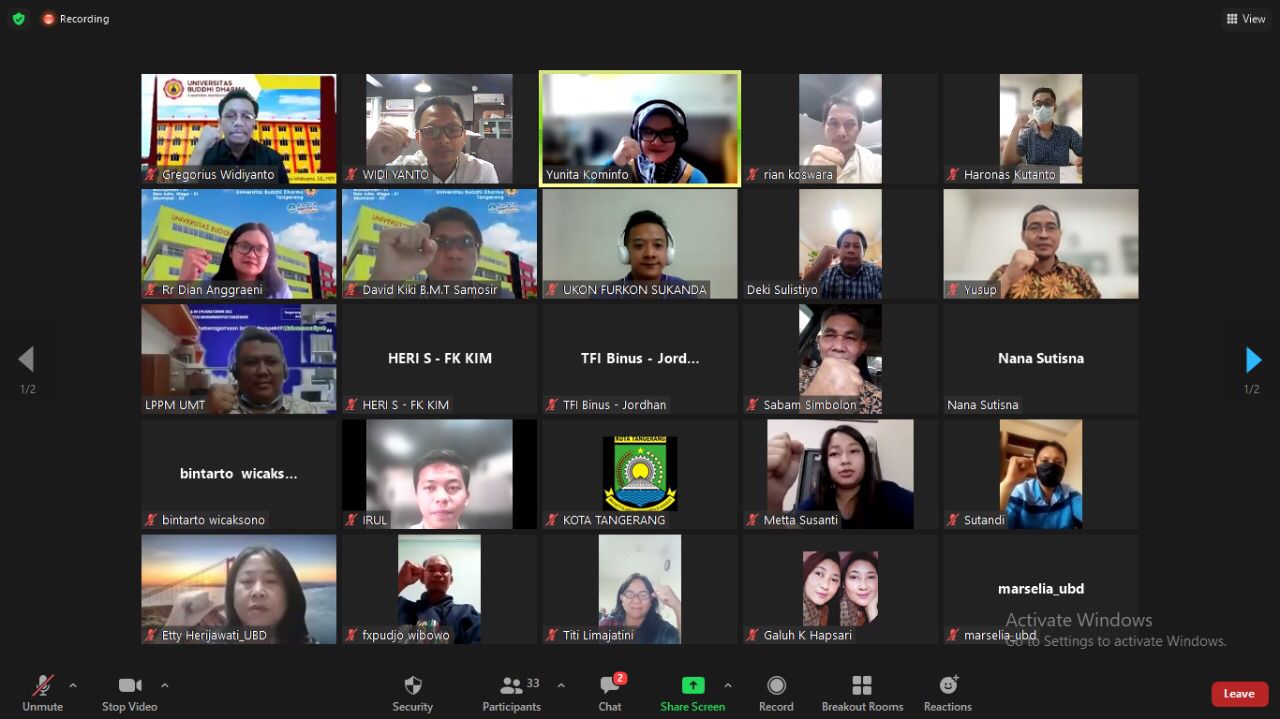 Recording
View
UNIVERSITAS
BUDDHI DHARMA
Gregorius Widiyanto
WIDI YANTO
Yunita Kominfo
rian koswara
Haronas Kutanto
Universitas Buddhi Dharma
Tangerang
UNIVERSITAS BUDDHI
Rr Dian Anggraeni
Universitas Buddhi Dharma
Tangerang
UNIVERSITAS
David Kiki B.M.T Samosir
UKON FURKON SUKANDA
Deki Sulistiyo
Yusup
LPPM UMT
HERI S - FK KIM
HERI S - FK KIM
TFI Binus - Jord...
TFI Binus - Jordhan
Sabam Simbolon
Nana Sutisna
Nana Sutisna
1/2
1/2
bintarto wicaks...
bintarto wicaksono
IRUL
KOTA TANGERANG
KOTA TANGERANG
Metta Susanti
Sutandi
Etty Herijawati_UBD
fxpudjo wibowo
Titi Limajatini
Galuh K Hapsari
marselia_ubd
marselia_ubd
Activate Windows
Go to Settings to activate Windows.
Unmute
Stop Video
Security
Participants
33
Chat
2
Share Screen
Record
Breakout Rooms
Reactions
Leave